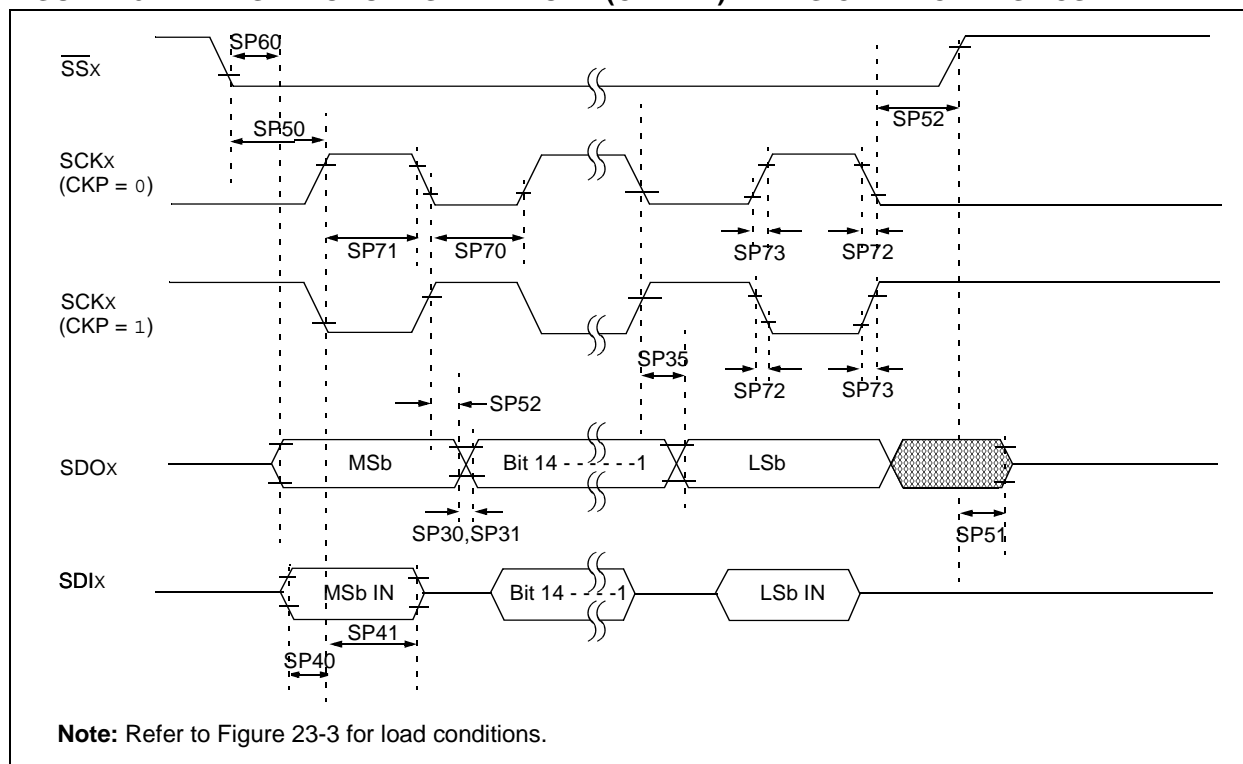 SP60
SSX
SP50
SP52
SCKX
(CKP = 0)
SP71
SP70
SP73
SP72
SCKX
(CKP = 1)
SP35
SP52
SP72
SP73
SDOX
MSb
Bit 14 - - - - - -1
LSb
SP30,SP31
SP51
SDIX
MSb IN
Bit 14 - - - -1
LSb IN
SP41
SP40
Note: Refer to Figure 23-3 for load conditions.